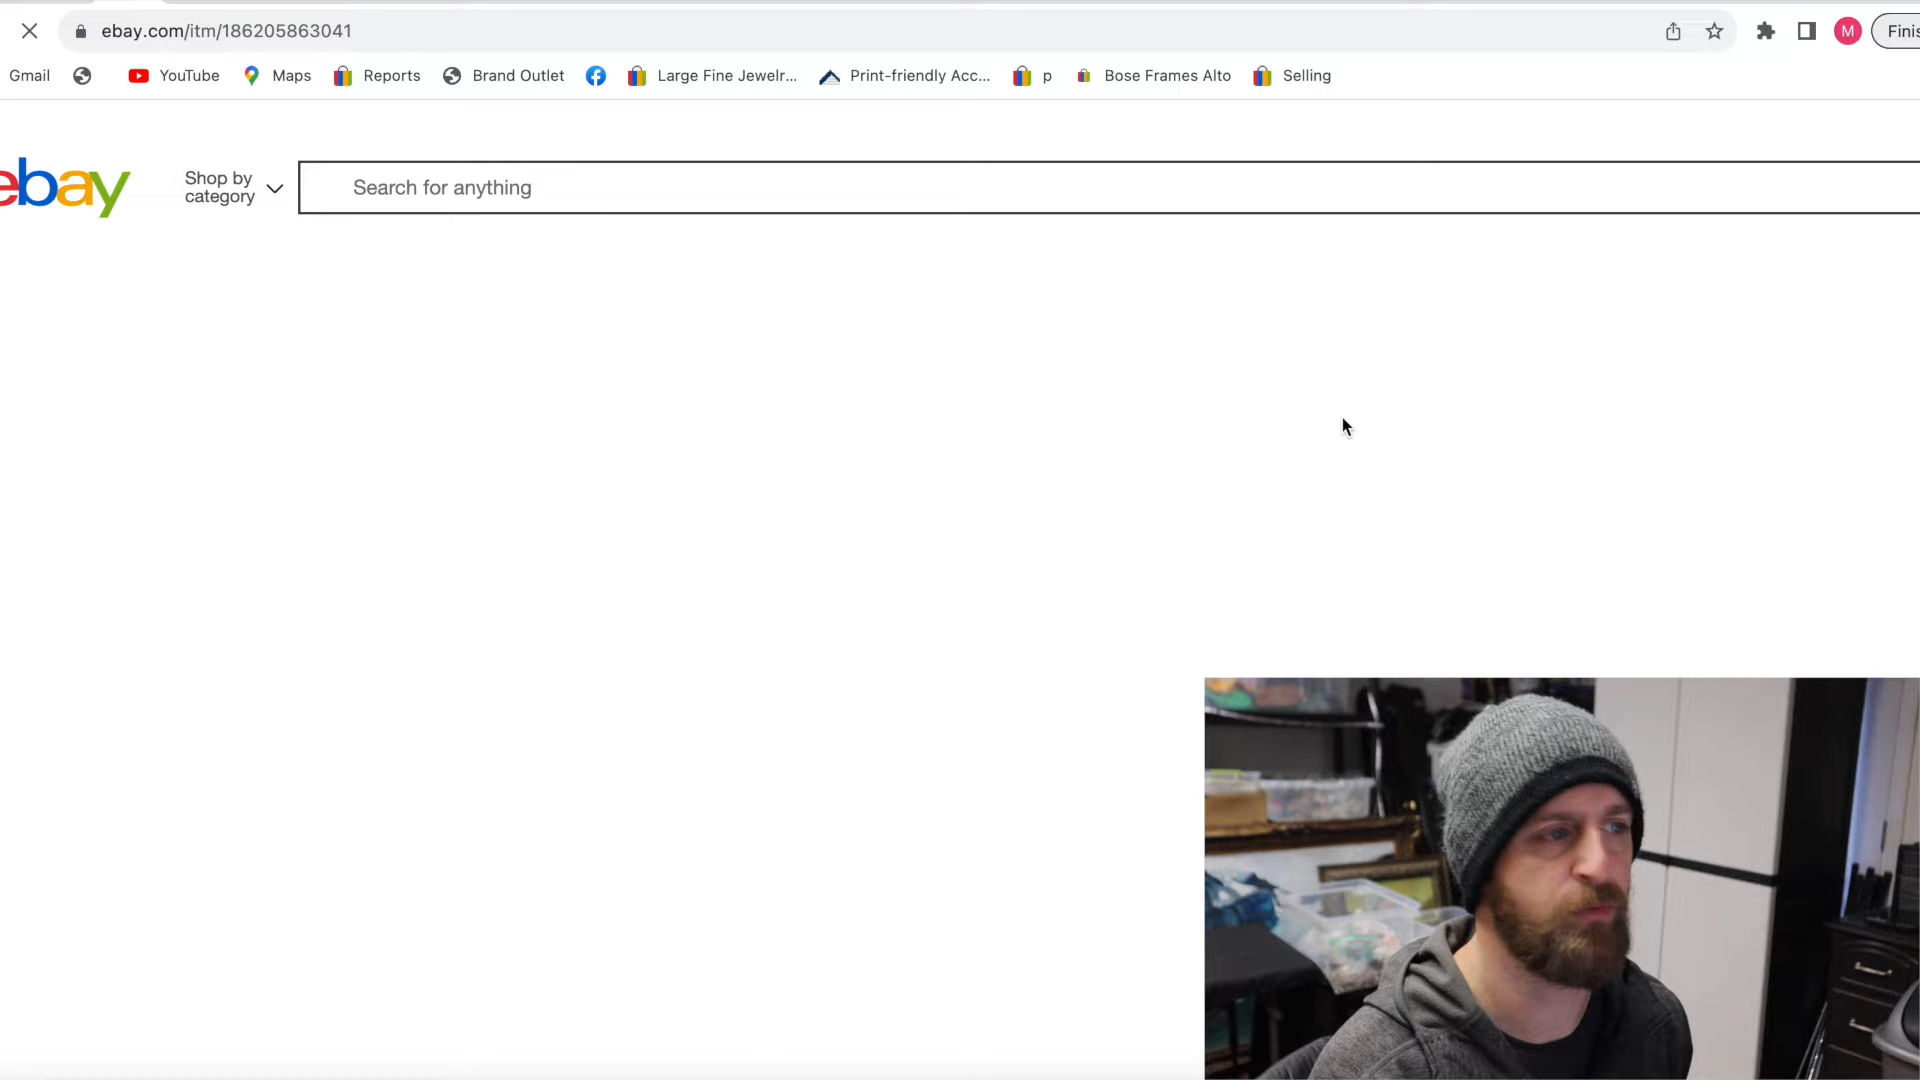 ebay.com/itm/186205863041
M
Finis
Gmail
YouTube
Maps
Reports
Brand Outlet
Large Fine Jewelr...
Print-friendly Acc...
p
Bose Frames Alto
Selling
ebay
Shop by
category
Search for anything